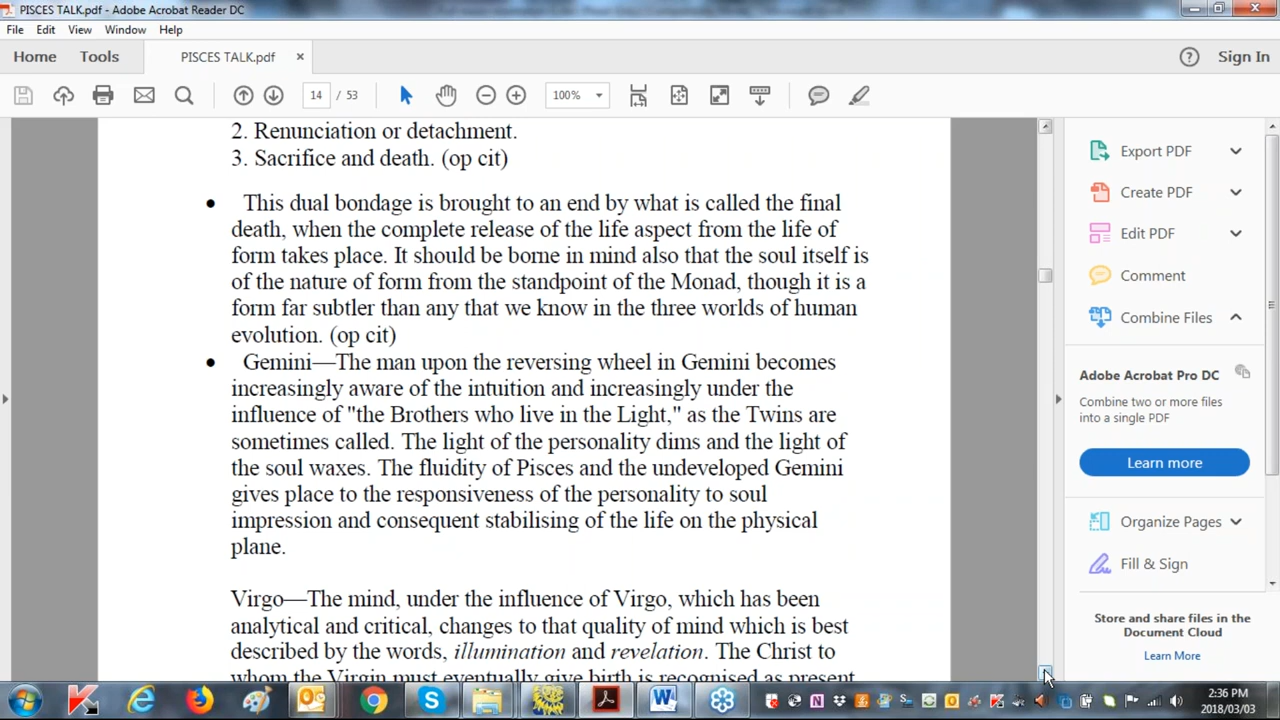 PISCES TALK.pdf - Adobe Acrobat Reader DC
File Edit View Window Help
Home Tools PISCES TALK.pdf × Sign In
14 / 53 100%
2. Renunciation or detachment.
3. Sacrifice and death. (op cit)
• This dual bondage is brought to an end by what is called the final
death, when the complete release of the life aspect from the life of
form takes place. It should be borne in mind also that the soul itself is
of the nature of form from the standpoint of the Monad, though it is a
form far subtler than any that we know in the three worlds of human
evolution. (op cit)
• Gemini—The man upon the reversing wheel in Gemini becomes
increasingly aware of the intuition and increasingly under the
influence of "the Brothers who live in the Light," as the Twins are
sometimes called. The light of the personality dims and the light of
the soul waxes. The fluidity of Pisces and the undeveloped Gemini
gives place to the responsiveness of the personality to soul
impression and consequent stabilising of the life on the physical
plane.
Virgo—The mind, under the influence of Virgo, which has been
analytical and critical, changes to that quality of mind which is best
described by the words, illumination and revelation. The Christ to
whom the Virgin must eventually give birth is recognised as present
Export PDF
Create PDF
Edit PDF
Comment
Combine Files
Adobe Acrobat Pro DC
Combine two or more files
into a single PDF
Learn more
Organize Pages
Fill & Sign
Store and share files in the
Document Cloud
Learn More
2:36 PM
2018/03/03